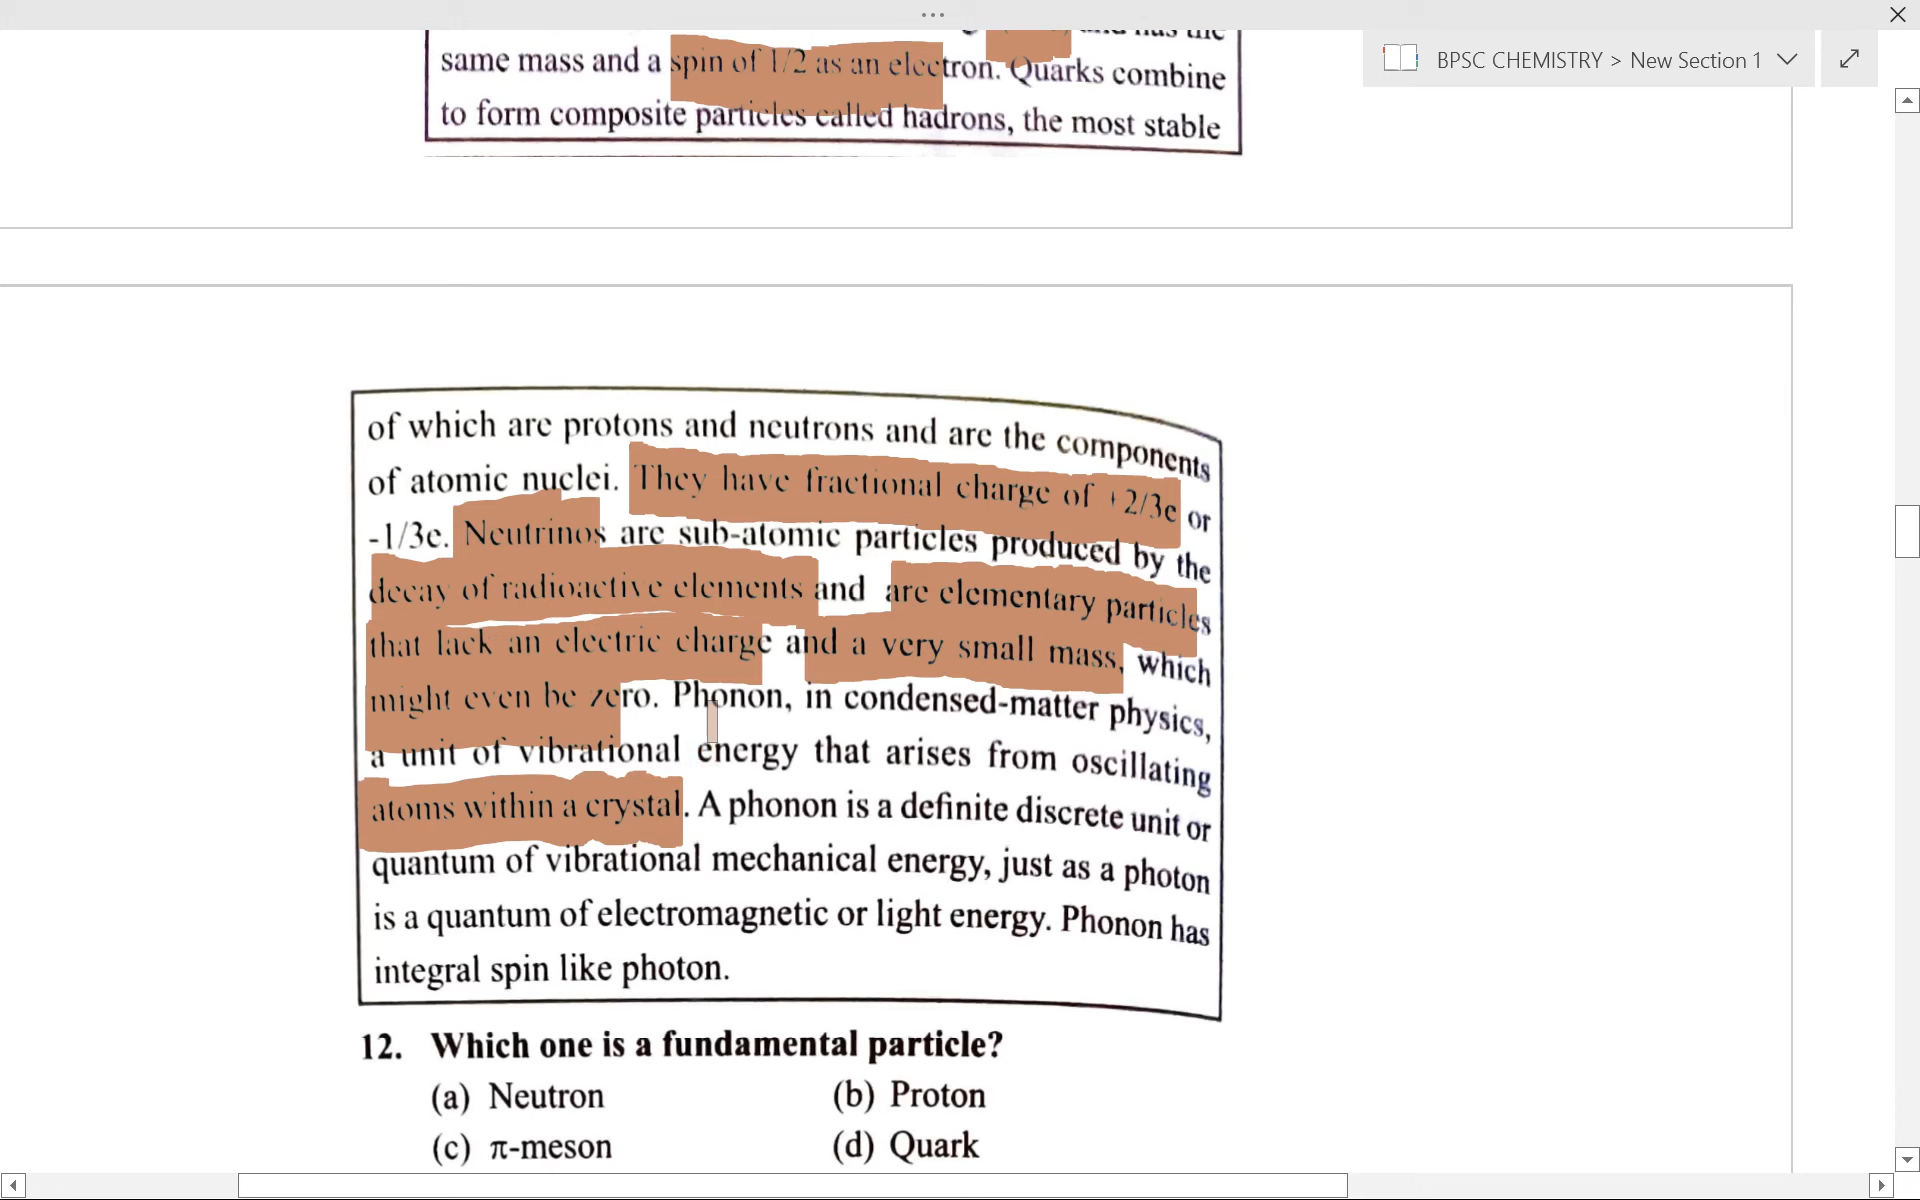 ...
BPSC CHEMISTRY > New Section 1
same mass and a spin of 1/2 as an electron. Quarks combine
to form composite particles called hadrons, the most stable
of which are protons and neutrons and are the components
of atomic nuclei. They have fractional charge of +2/3e or
-1/3e. Neutrinos are sub-atomic particles produced by the
decay of radioactive elements and are elementary particles
that lack an electric charge and a very small mass, which
might even be zero. Phonon, in condensed-matter physics,
a unit of vibrational energy that arises from oscillating
atoms within a crystal. A phonon is a definite discrete unit or
quantum of vibrational mechanical energy, just as a photon
is a quantum of electromagnetic or light energy. Phonon has
integral spin like photon.
12. Which one is a fundamental particle?
(a) Neutron (b) Proton
(c) π-meson (d) Quark